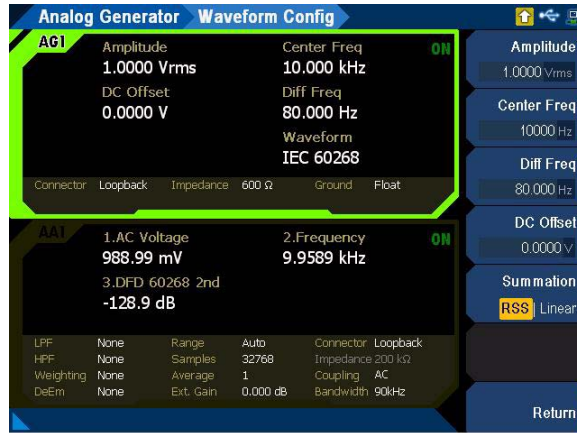 Analog Generator Waveform Config
AG1
Amplitude Center Freq ON
1.0000 Vrms 10.000 kHz
DC Offset Diff Freq
0.0000 V 80.000 Hz
Waveform
IEC 60268
Connector Loopback Impedance 600 Ω Ground Float
AA1
1.AC Voltage 2.Frequency ON
988.99 mV 9.9589 kHz
3.DFD 60268 2nd
-128.9 dB
LPF None Range Auto Connector Loopback
HPF None Samples 32768 Impedance 200 kΩ
Weighting None Average 1 Coupling AC
DeEm None Ext. Gain 0.000 dB Bandwidth 90kHz
Amplitude
1.0000 Vrms
Center Freq
10000 Hz
Diff Freq
80.000 Hz
DC Offset
0.0000 V
Summation
RSS | Linear
Return